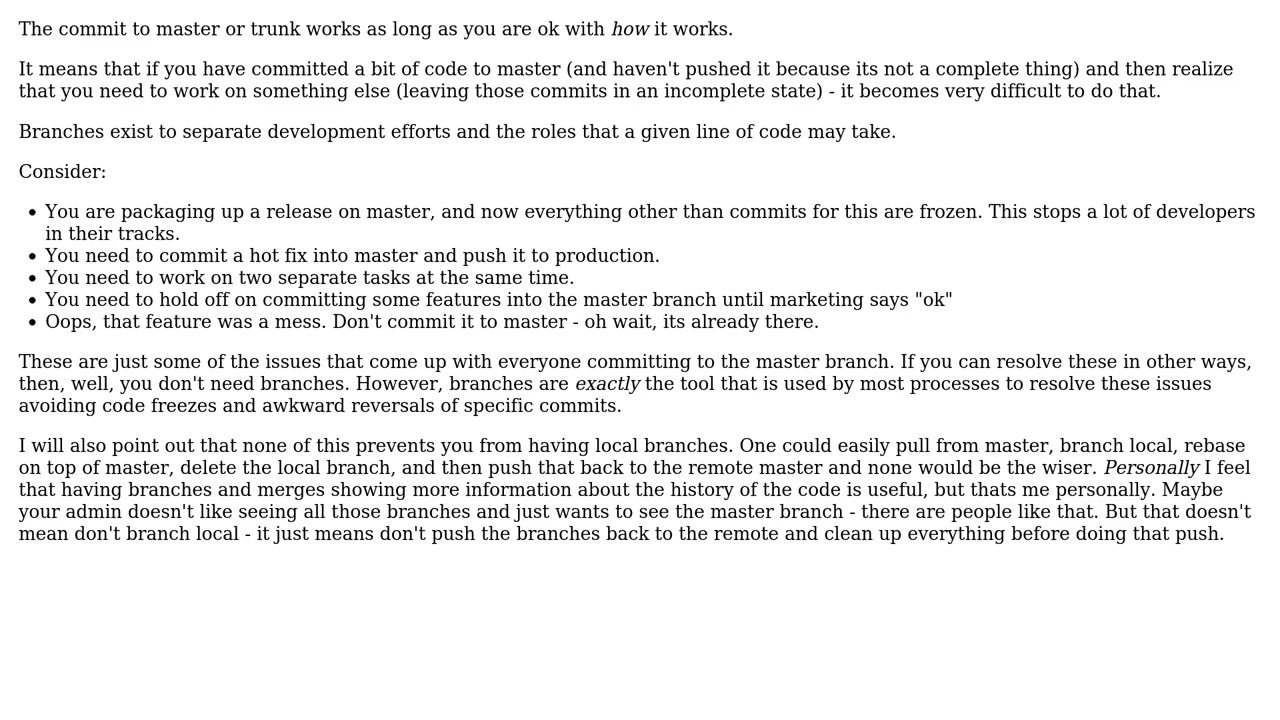 The commit to master or trunk works as long as you are ok with how it works.
It means that if you have committed a bit of code to master (and haven't pushed it because its not a complete thing) and then realize
that you need to work on something else (leaving those commits in an incomplete state) - it becomes very difficult to do that.
Branches exist to separate development efforts and the roles that a given line of code may take.
Consider:
• You are packaging up a release on master, and now everything other than commits for this are frozen. This stops a lot of developers
in their tracks.
• You need to commit a hot fix into master and push it to production.
• You need to work on two separate tasks at the same time.
• You need to hold off on committing some features into the master branch until marketing says "ok"
• Oops, that feature was a mess. Don't commit it to master - oh wait, its already there.
These are just some of the issues that come up with everyone committing to the master branch. If you can resolve these in other ways,
then, well, you don't need branches. However, branches are exactly the tool that is used by most processes to resolve these issues
avoiding code freezes and awkward reversals of specific commits.
I will also point out that none of this prevents you from having local branches. One could easily pull from master, branch local, rebase
on top of master, delete the local branch, and then push that back to the remote master and none would be the wiser. Personally I feel
that having branches and merges showing more information about the history of the code is useful, but thats me personally. Maybe
your admin doesn't like seeing all those branches and just wants to see the master branch - there are people like that. But that doesn't
mean don't branch local - it just means don't push the branches back to the remote and clean up everything before doing that push.